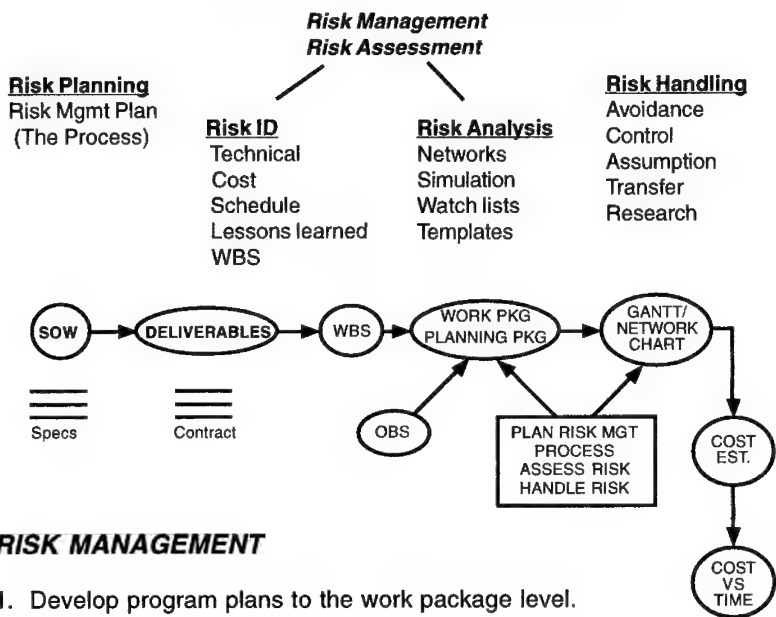 Risk Management
Risk Assessment
Risk Planning
Risk Mgmt Plan
(The Process)
Risk ID
Technical
Cost
Schedule
Lessons learned
WBS
Risk Analysis
Networks
Simulation
Watch lists
Templates
Risk Handling
Avoidance
Control
Assumption
Transfer
Research
SOW
DELIVERABLES
WBS
WORK PKG
PLANNING PKG
GANTT/
NETWORK
CHART
Specs
Contract
OBS
PLAN RISK MGT
PROCESS
ASSESS RISK
HANDLE RISK
COST
EST.
COST
VS
TIME
RISK MANAGEMENT
1. Develop program plans to the work package level.